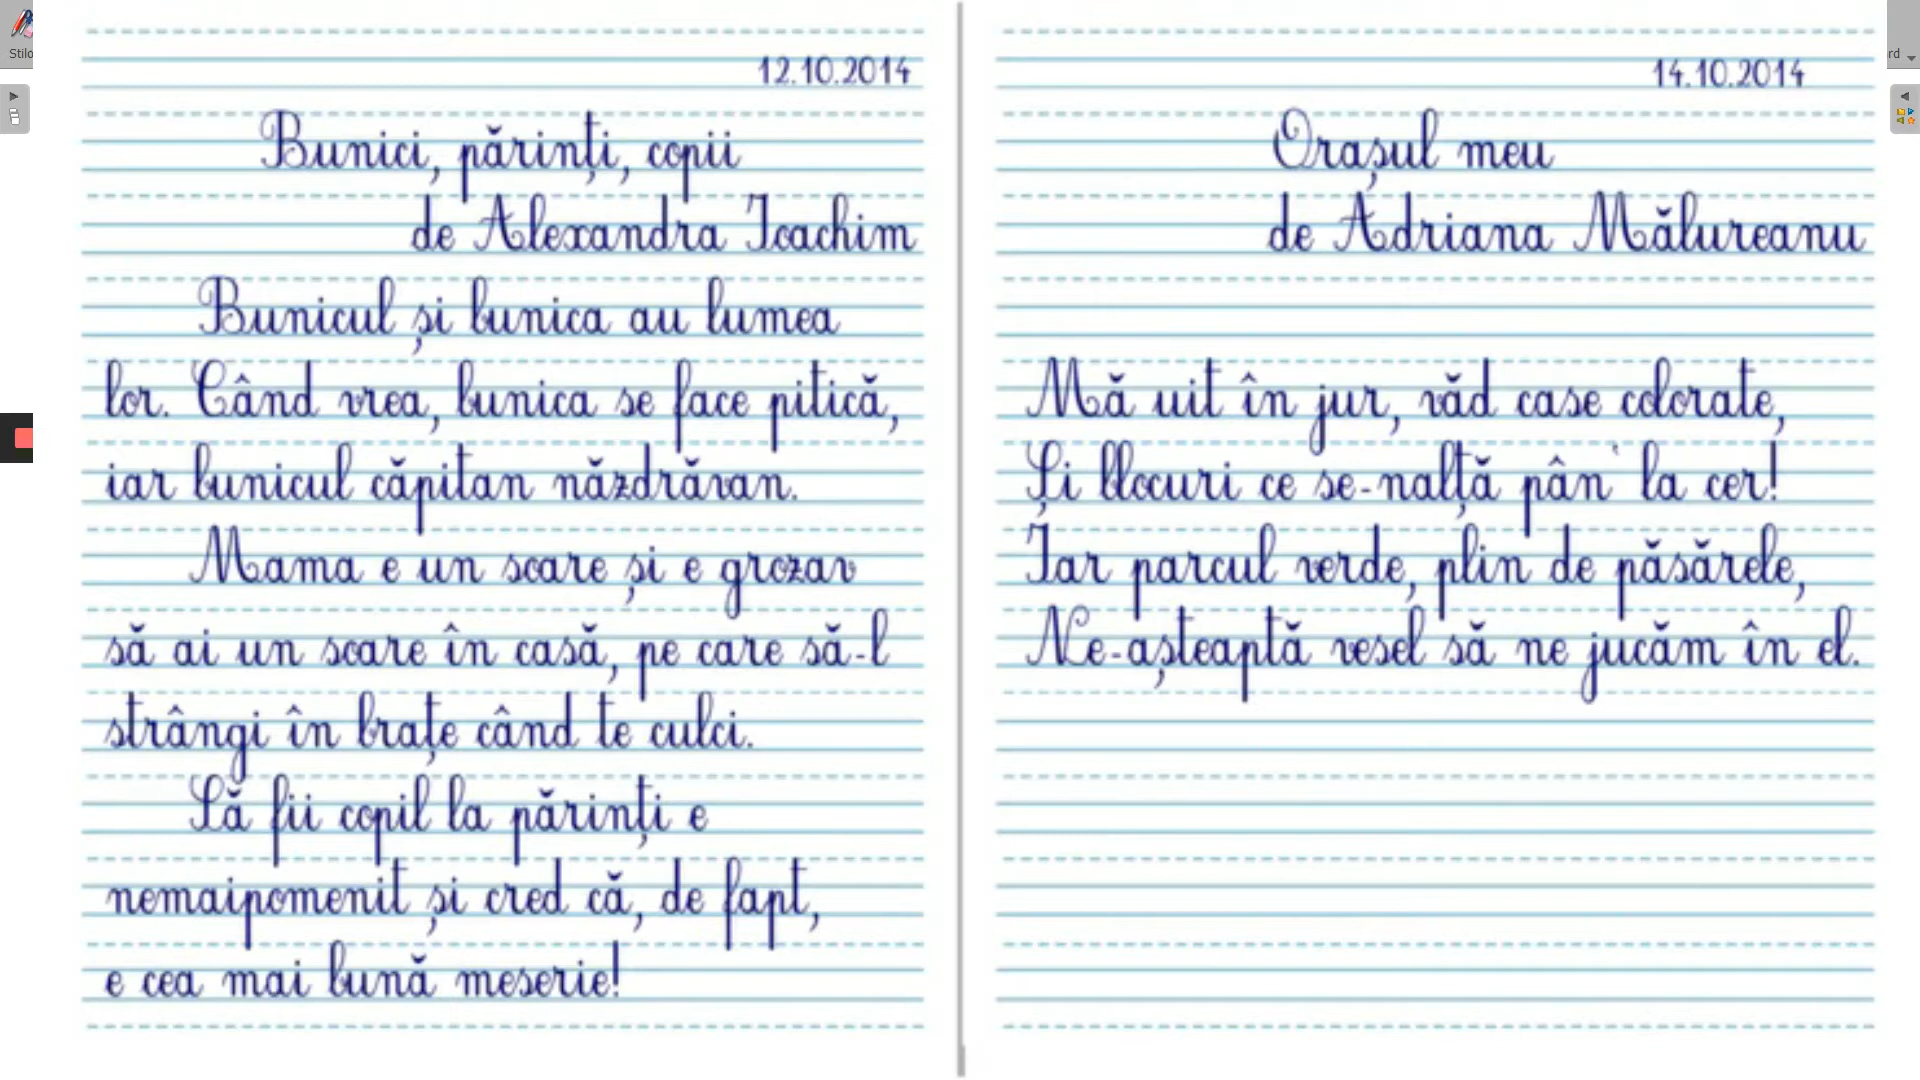 Stilo
rd
12.10.2014
Bunici, părinți, copii
de Alexandra Ioachim
Bunicul și bunica au lumea
lor. Când vrea, bunica se face pitică,
iar bunicul căpitan năzdrăvan.
Mama e un soare și e grozav
să ai un soare în casă, pe care să-l
strângi în brațe când te culci.
Să fii copil la părinți e
nemaipomenit și cred că, de fapt,
e cea mai bună meserie!
14.10.2014
Orașul meu
de Adriana Mălureanu
Mă uit în jur, văd case colorate,
Și blocuri ce se-nalță pân' la cer!
Iar parcul verde, plin de păsărele,
Ne-așteaptă vesel să ne jucăm în el.